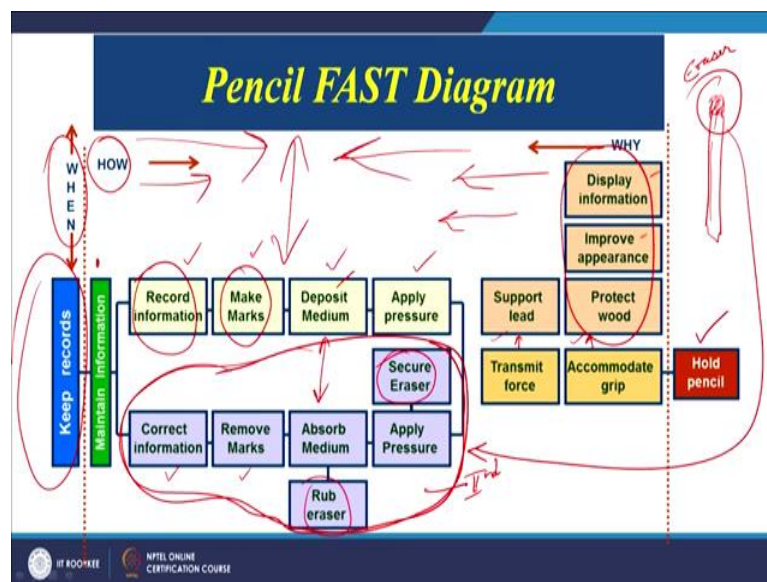 Pencil FAST Diagram
Eraser
WHEN
HOW
WHY
Display
information
Improve
appearance
Protect
wood
Keep records
Maintain Information
Record
information
Make
Marks
Deposit
Medium
Apply
pressure
Support
lead
Secure
Eraser
Transmit
force
Accommodate
grip
Hold
pencil
Correct
information
Remove
Marks
Absorb
Medium
Apply
Pressure
Rub
eraser
IInd
IIT ROORKEE
NPTEL ONLINE
CERTIFICATION COURSE